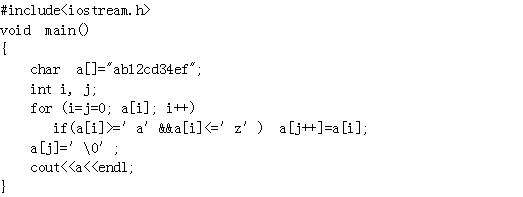 #include<iostream.h>
void  main()
{
    char  a[]="ab12cd34ef";
    int i, j;
    for (i=j=0; a[i]; i++)
       if(a[i]>=’ a’ &&a[i]<=’ z’ )  a[j++]=a[i];
    a[j]=’ \0’ ;
    cout<<a<<endl;
}